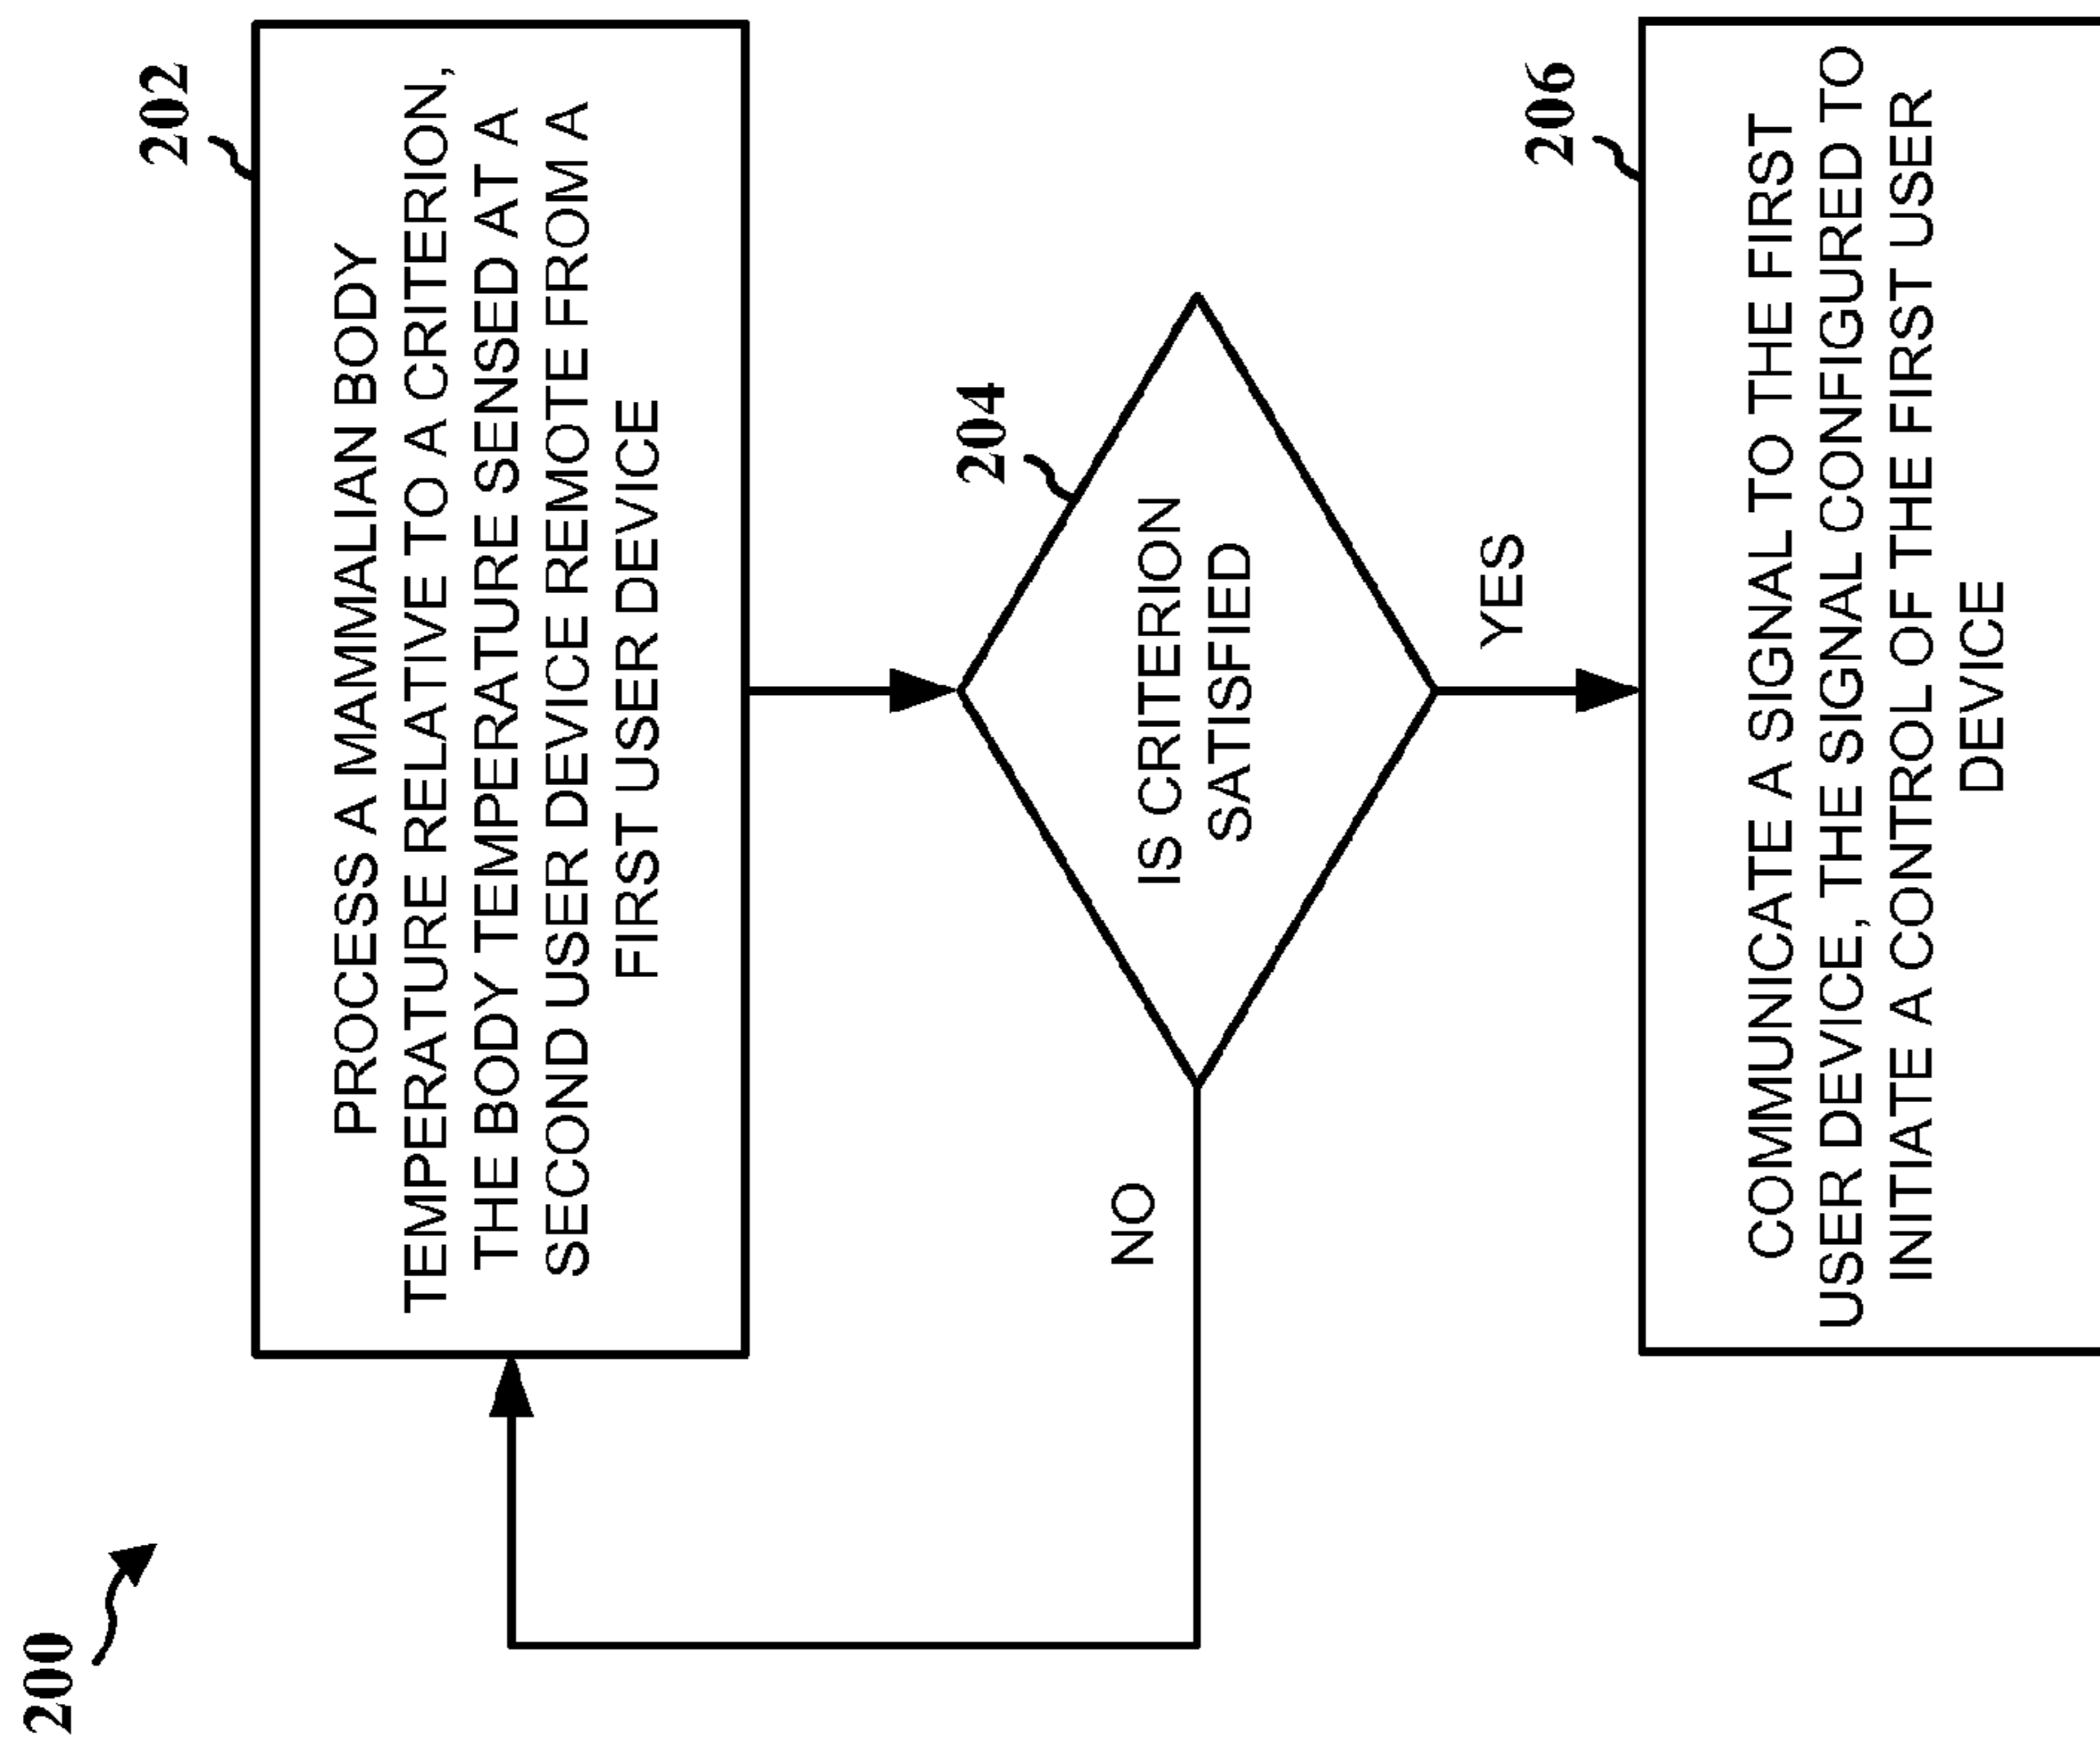 200
202
PROCESS A MAMMALIAN BODY
TEMPERATURE RELATIVE TO A CRITERION,
THE BODY TEMPERATURE SENSED AT A
SECOND USER DEVICE REMOTE FROM A
FIRST USER DEVICE
204
IS CRITERION
SATISFIED
NO
YES
206
COMMUNICATE A SIGNAL TO THE FIRST
USER DEVICE, THE SIGNAL CONFIGURED TO
INITIATE A CONTROL OF THE FIRST USER
DEVICE